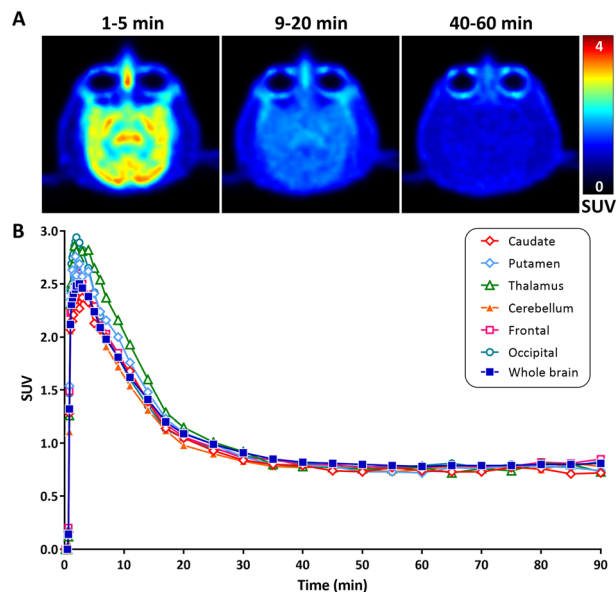 A
1-5 min
9-20 min
40-60 min
4
0
SUV
B
3.0
2.5
2.0
1.5
1.0
0.5
0.0
SUV
Caudate
Putamen
Thalamus
Cerebellum
Frontal
Occipital
Whole brain
0 10 20 30 40 50 60 70 80 90
Time (min)